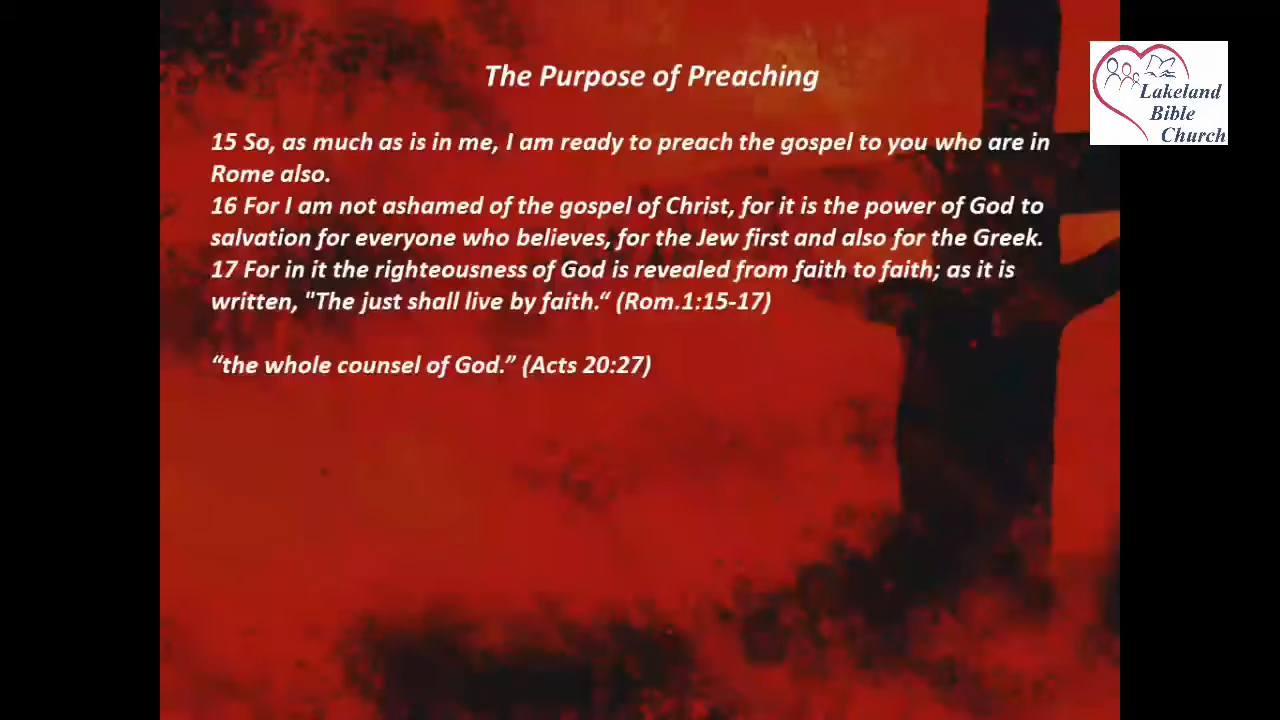 The Purpose of Preaching
15 So, as much as is in me, I am ready to preach the gospel to you who are in
Rome also.
16 For I am not ashamed of the gospel of Christ, for it is the power of God to
salvation for everyone who believes, for the Jew first and also for the Greek.
17 For in it the righteousness of God is revealed from faith to faith; as it is
written, "The just shall live by faith.“ (Rom.1:15-17)
“the whole counsel of God.” (Acts 20:27)
Lakeland
Bible
Church